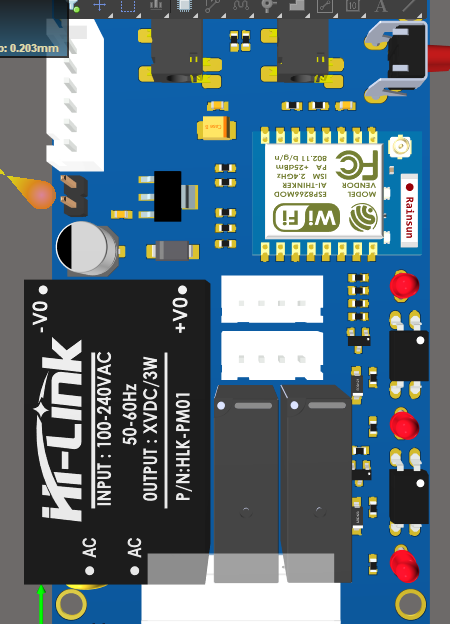 o: 0.203mm
Case B
802.11 b/g/n
PA +25dBm
ISM 2.4GHz
AI-THINKER
ESP8266MOD
FC
VENDOR
MODEL
Wi Fi
Rainsun
-V0
+V0
Hi-Link
INPUT : 100-240VAC
50-60Hz
OUTPUT : XVDC/3W
P/N:HLK-PM01
AC
AC